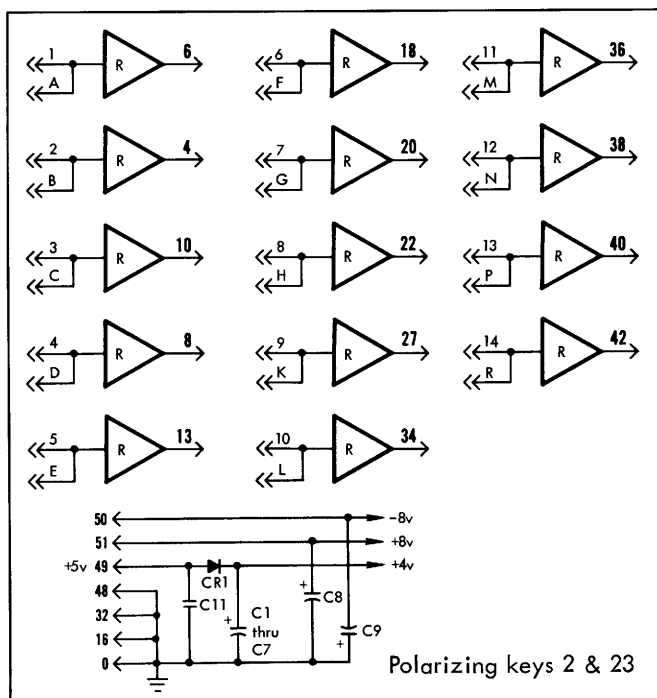 1 R 6 6 R 18 11 R 36
A F M
2 R 4 7 R 20 12 R 38
B G N
3 R 10 8 R 22 13 R 40
C H P
4 R 8 9 R 27 14 R 42
D K R
5 R 13 10 R 34
E L
50 -8v
51 +8v
+5v 49 CR1 +4v
48 C11 + C1 + C8 C9
32 thru
16 C7 +
0
Polarizing keys 2 & 23